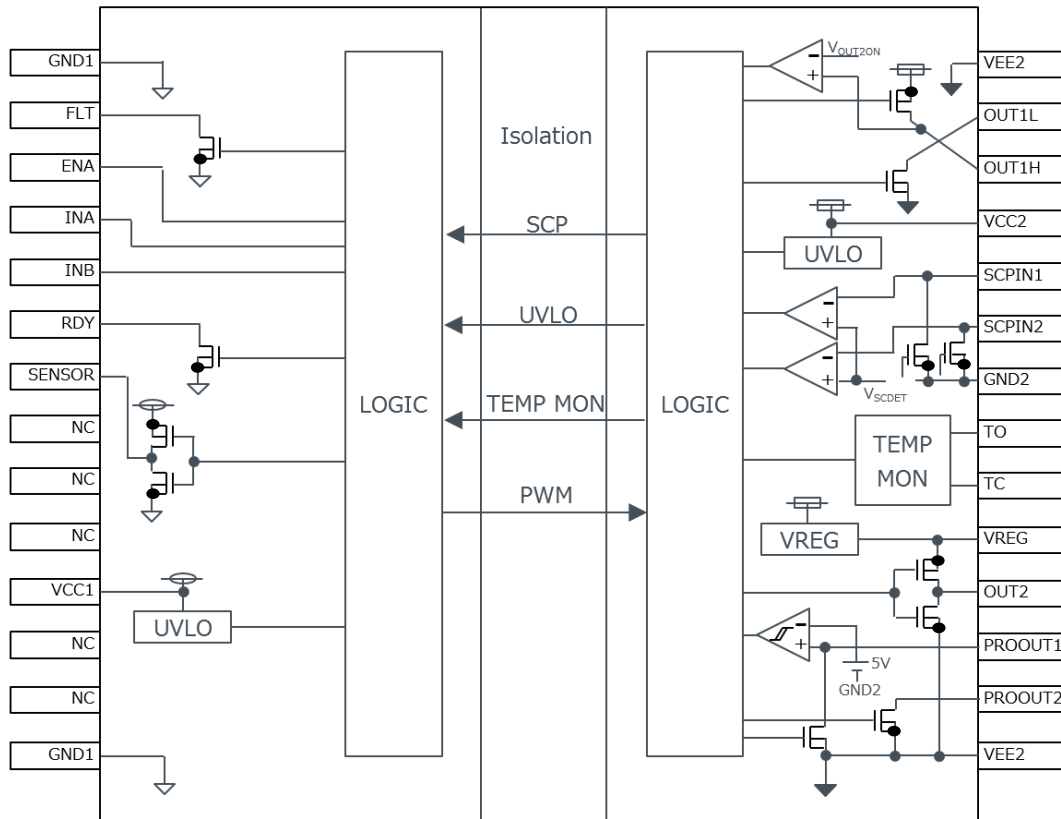 GND1
FLT
ENA
INA
INB
RDY
SENSOR
NC
NC
NC
VCC1
NC
NC
GND1
UVLO
LOGIC
Isolation
SCP
UVLO
TEMP MON
PWM
LOGIC
VOUT2ON
UVLO
VSCDET
TEMP
MON
VREG
5V
GND2
VEE2
OUT1L
OUT1H
VCC2
SCPIN1
SCPIN2
GND2
TO
TC
VREG
OUT2
PROOUT1
PROOUT2
VEE2